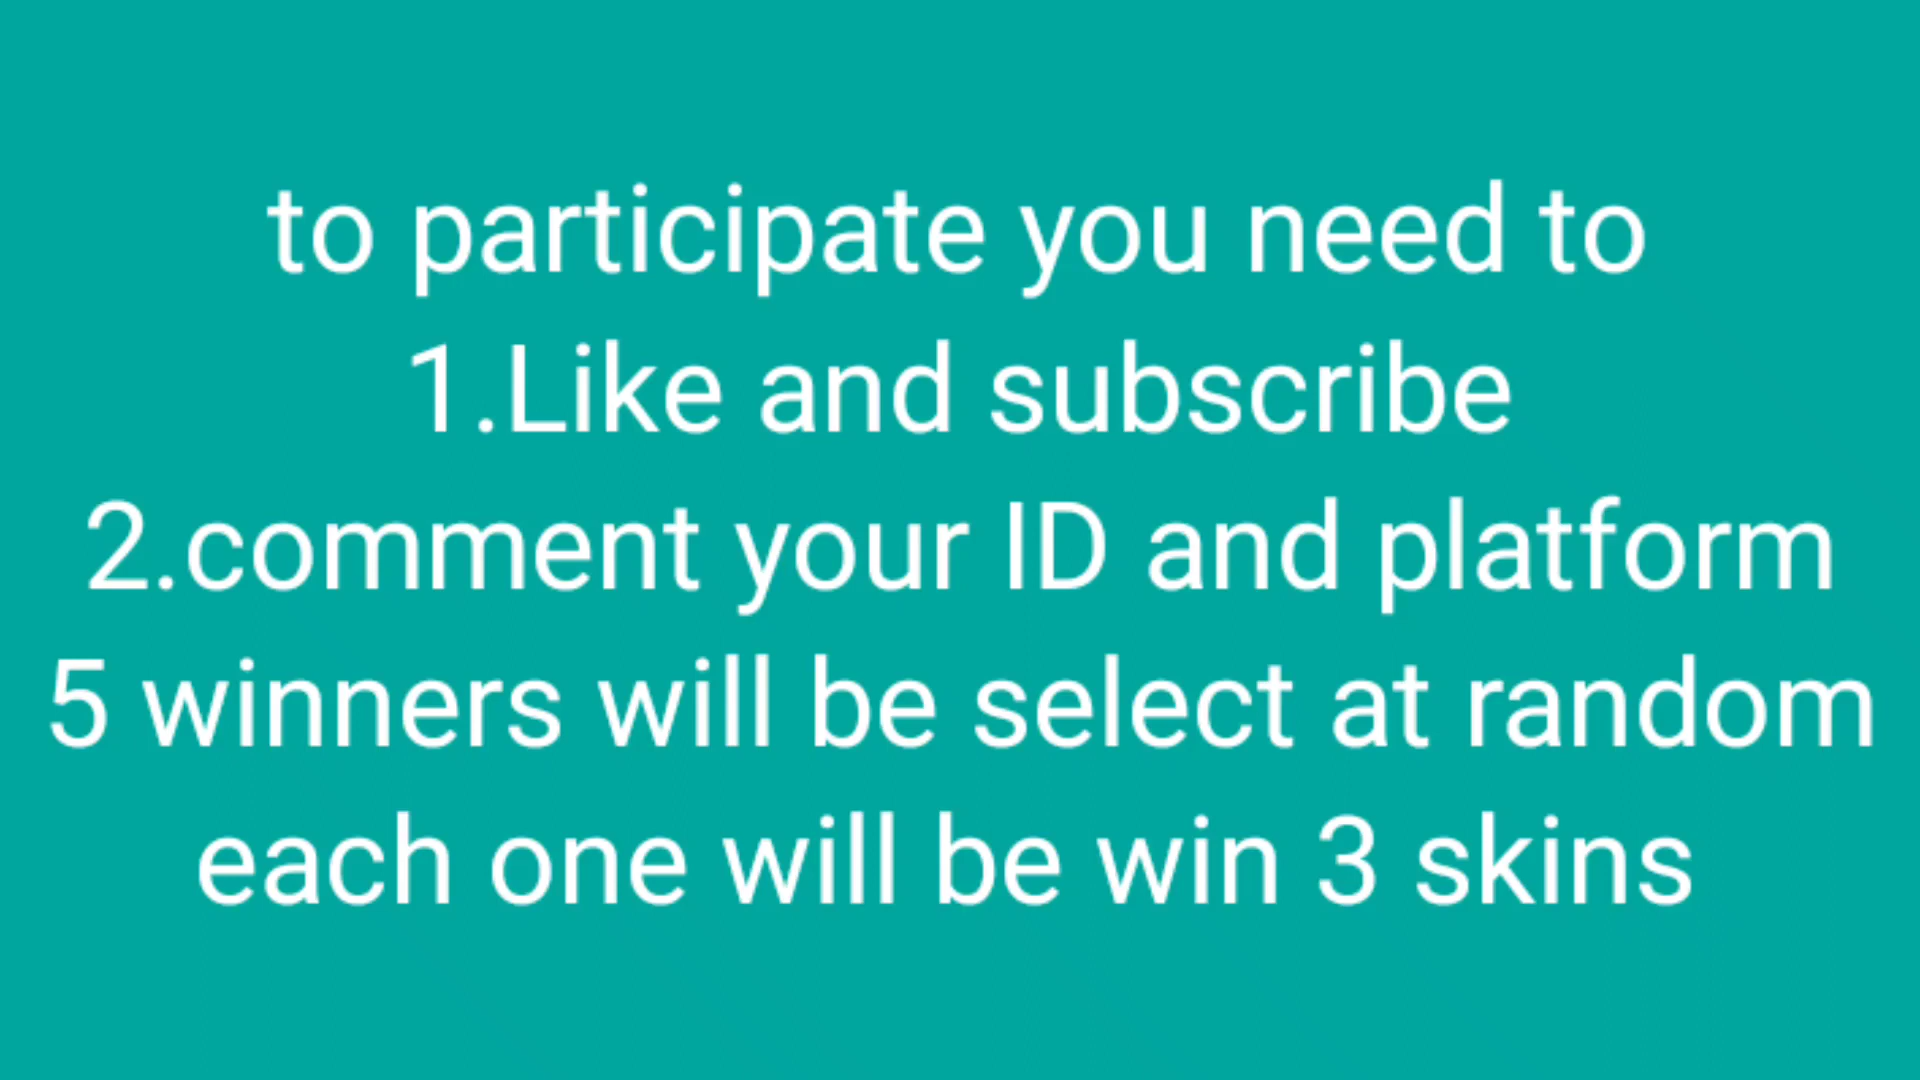 to participate you need to
1.Like and subscribe
2.comment your ID and platform
5 winners will be select at random
each one will be win 3 skins